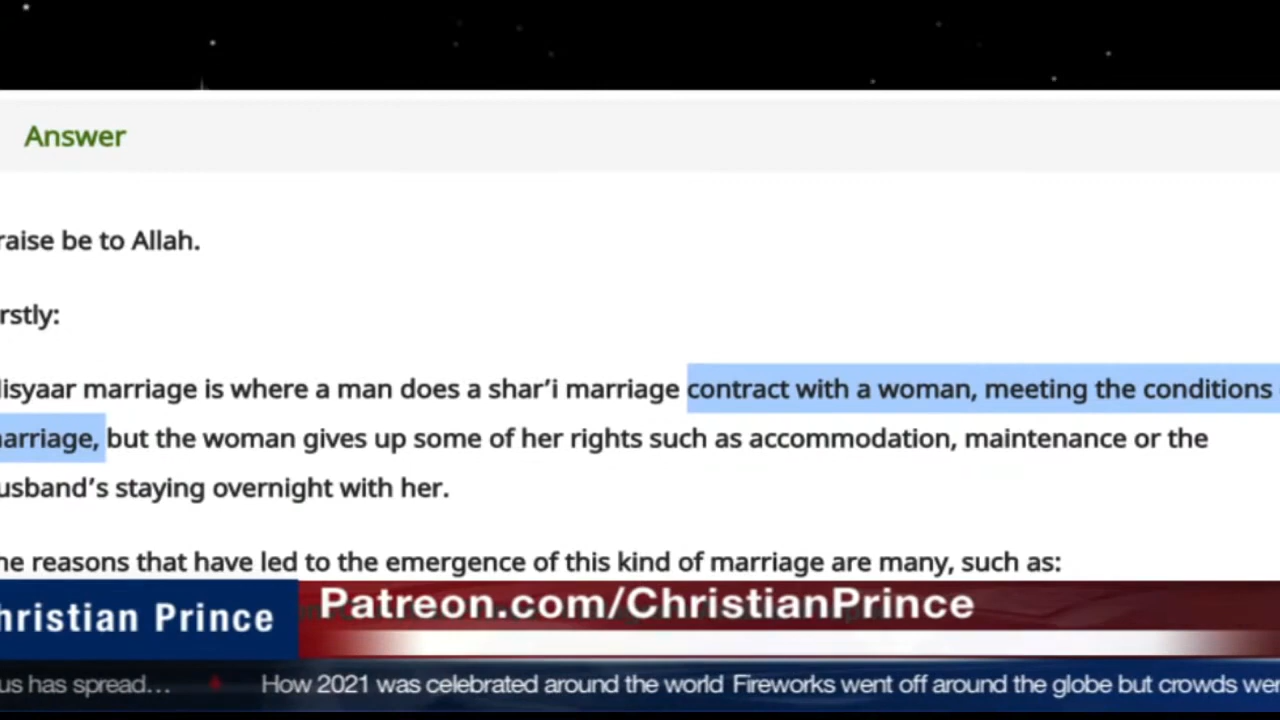 Answer
raise be to Allah.
rstly:
isyaar marriage is where a man does a shar’i marriage contract with a woman, meeting the conditions
arriage, but the woman gives up some of her rights such as accommodation, maintenance or the
usband’s staying overnight with her.
ne reasons that have led to the emergence of this kind of marriage are many, such as:
hristian Prince
Patreon.com/ChristianPrince
us has spread... How 2021 was celebrated around the world Fireworks went off around the globe but crowds wer